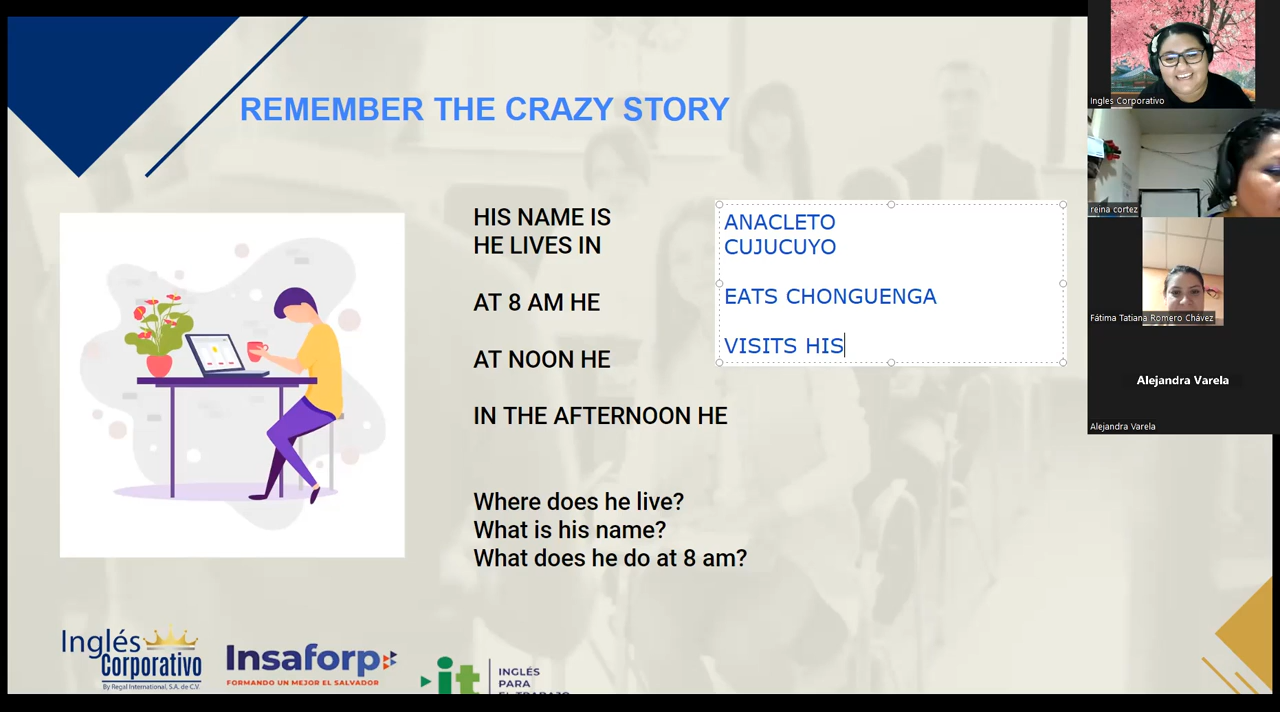 REMEMBER THE CRAZY STORY
HIS NAME IS
HE LIVES IN
AT 8 AM HE
AT NOON HE
IN THE AFTERNOON HE
ANACLETO
CUJUCUYO
EATS CHONGUENGA
VISITS HIS
Where does he live?
What is his name?
What does he do at 8 am?
Inglés
Corporativo
By Regal International, S.A. de C.V.
Insaforp
FORMANDO UN MEJOR EL SALVADOR
it
INGLÉS
PARA
EL TRABAJO
Ingles Corporativo
reina cortez
Fátima Tatiana Romero Chávez
Alejandra Varela
Alejandra Varela